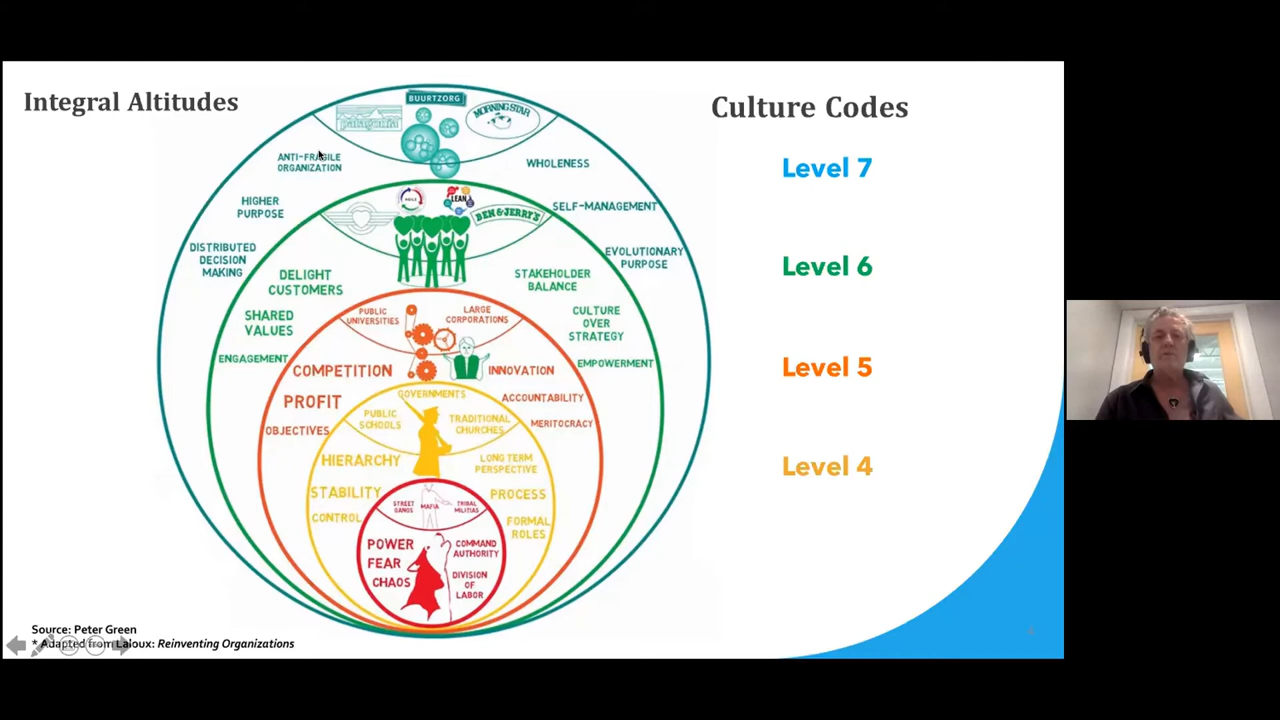 Integral Altitudes
Culture Codes
BUURTZORG
patagonia
MORNING STAR
ANTI-FRAGILE
ORGANIZATION
WHOLENESS
HIGHER
PURPOSE
SELF-MANAGEMENT
DISTRIBUTED
DECISION
MAKING
EVOLUTIONARY
PURPOSE
Level 7
AGILE
LEAN
BEN & JERRY'S
DELIGHT
CUSTOMERS
STAKEHOLDER
BALANCE
SHARED
VALUES
CULTURE
OVER
STRATEGY
ENGAGEMENT
EMPOWERMENT
Level 6
PUBLIC
UNIVERSITIES
LARGE
CORPORATIONS
COMPETITION
INNOVATION
PROFIT
ACCOUNTABILITY
OBJECTIVES
MERITOCRACY
Level 5
GOVERNMENTS
PUBLIC
SCHOOLS
TRADITIONAL
CHURCHES
HIERARCHY
LONG TERM
PERSPECTIVE
STABILITY
PROCESS
CONTROL
FORMAL
ROLES
Level 4
STREET
GANGS
MAFIA
TRIBAL
MILITIAS
POWER
FEAR
CHAOS
COMMAND
AUTHORITY
DIVISION
OF
LABOR
Source: Peter Green
* Adapted from Laloux: Reinventing Organizations